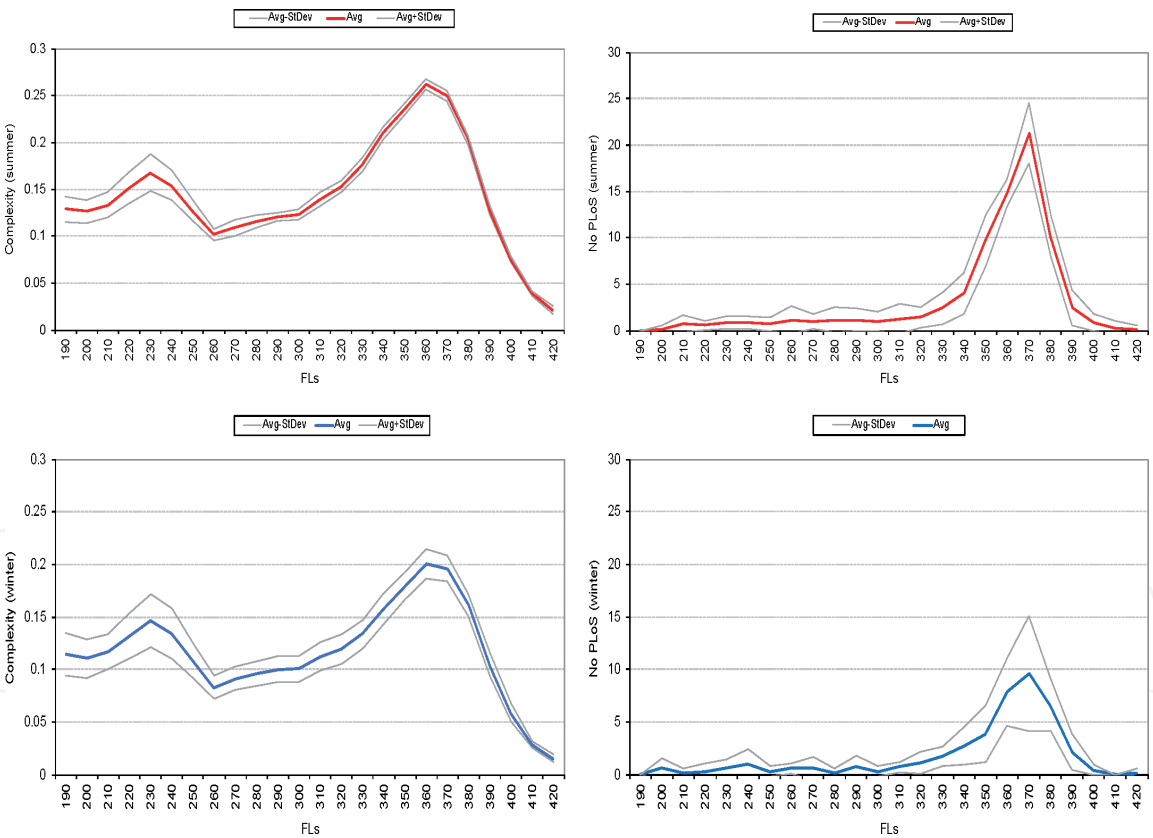 Avg-StDev Avg Avg+StDev
Complexity (summer)
0.3
0.25
0.2
0.15
0.1
0.05
0
190 200 210 220 230 240 250 260 270 280 290 300 310 320 330 340 350 360 370 380 390 400 410 420
FLs
Avg-StDev Avg Avg+StDev
No PLoS (summer)
30
25
20
15
10
5
0
190 200 210 220 230 240 250 260 270 280 290 300 310 320 330 340 350 360 370 380 390 400 410 420
FLs
Avg-StDev Avg Avg+StDev
Complexity (winter)
0.3
0.25
0.2
0.15
0.1
0.05
0
190 200 210 220 230 240 250 260 270 280 290 300 310 320 330 340 350 360 370 380 390 400 410 420
FLs
Avg-StDev Avg
No PLoS (winter)
30
25
20
15
10
5
0
190 200 210 220 230 240 250 260 270 280 290 300 310 320 330 340 350 360 370 380 390 400 410 420
FLs